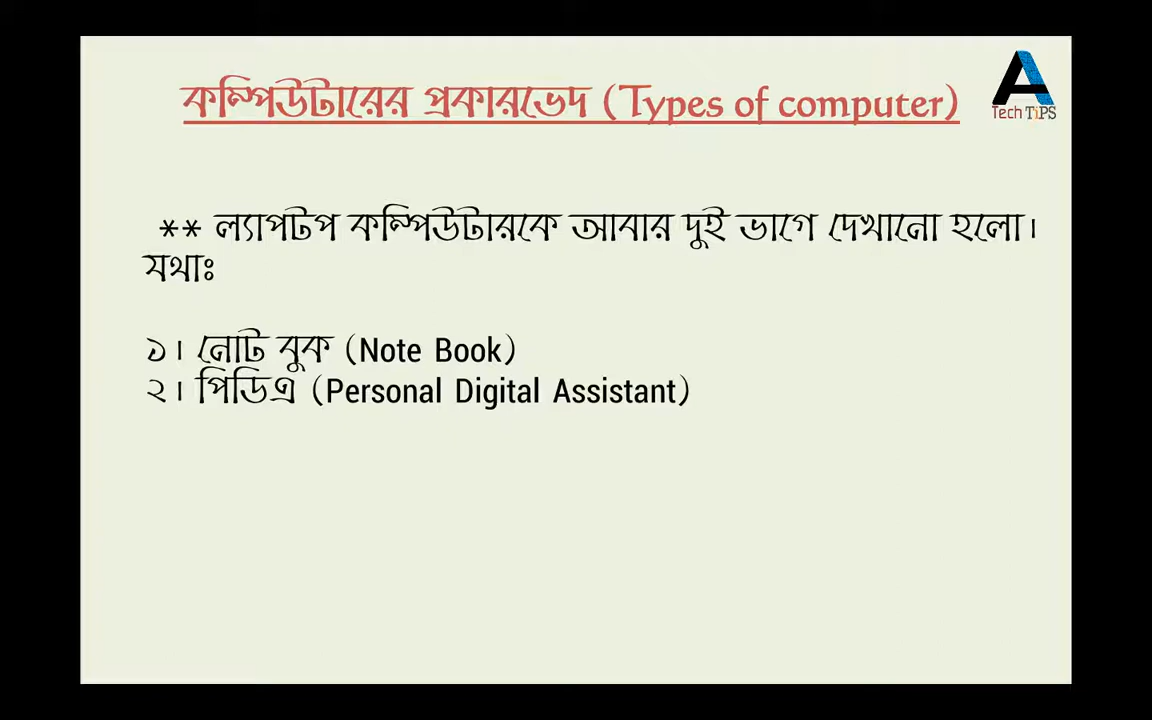 কম্পিউটারের প্রকারভেদ (Types of computer)
A
Tech TiPS
** ল্যাপটপ কম্পিউটারকে আবার দুই ভাগে দেখানো হলো।
যথাঃ
১। নোট বুক (Note Book)
২। পিডিএ (Personal Digital Assistant)